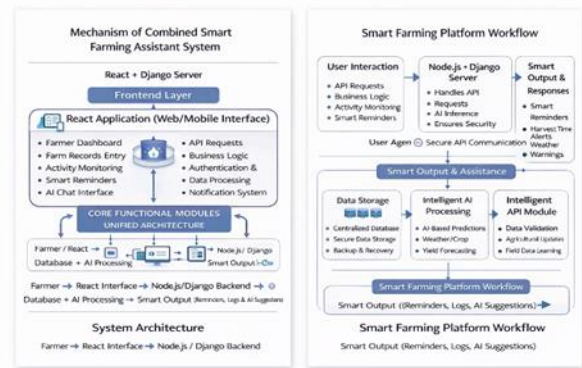 Mechanism of Combined Smart
Farming Assistant System
React + Django Server
Frontend Layer
React Application (Web/Mobile Interface)
• Farmer Dashboard
• Farm Records Entry
• Activity Monitoring
• Smart Reminders
• AI Chat Interface
• API Requests
• Business Logic
• Authentication &
• Data Processing
• Notification System
CORE FUNCTIONAL MODULES
UNIFIED ARCHITECTURE
Farmer / React →
Database + AI Processing
Node.js / Django
Smart Output
Farmer → React Interface → Node.js/Django Backend →
Database + AI Processing → Smart Output (Reminders, Logs & AI Suggestions)
System Architecture
Farmer → React Interface → Node.js / Django Backend
Smart Farming Platform Workflow
User Interaction
• API Requests
• Business Logic
• Activity Monitoring
• Smart Reminders
Node.js + Django
Server
• Handles API
• Requests
• AI Inference
• Ensures Security
Smart
Output &
Responses
• Smart
Reminders
• Harvest Time
Alerts
• Weather
• Warnings
User Agen Secure API Communication
Smart Output & Assistance
Data Storage
• Centralized Database
• Secure Data Storage
• Backup & Recovery
Intelligent AI
Processing
• AI-Based Predictions
• Weather/Crop
• Yield Forecasting
Intelligent
API Module
• Data Validation
• Agricultural Updates
• Field Data Learning
Smart Farming Platform Workflow
Smart Output ((Reminders, Logs, AI Suggestions)
Smart Farming Platform Workflow
Smart Output (Reminders, Logs, AI Suggestions)